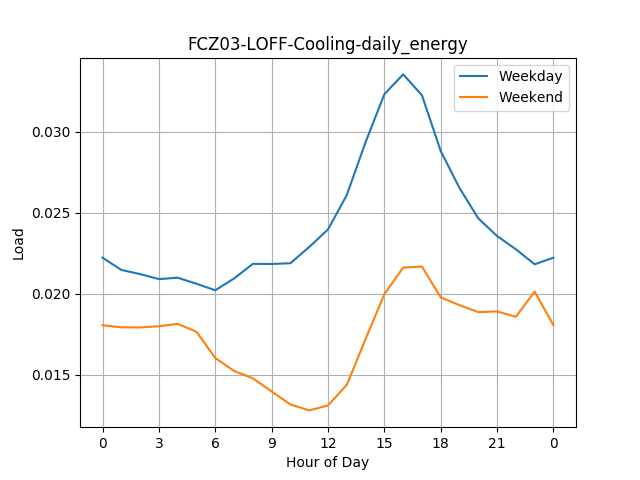 FCZ03-LOFF-Cooling-daily_energy
Weekday
Weekend
0.030
0.025
0.020
0.015
Load
0 3 6 9 12 15 18 21 0
Hour of Day